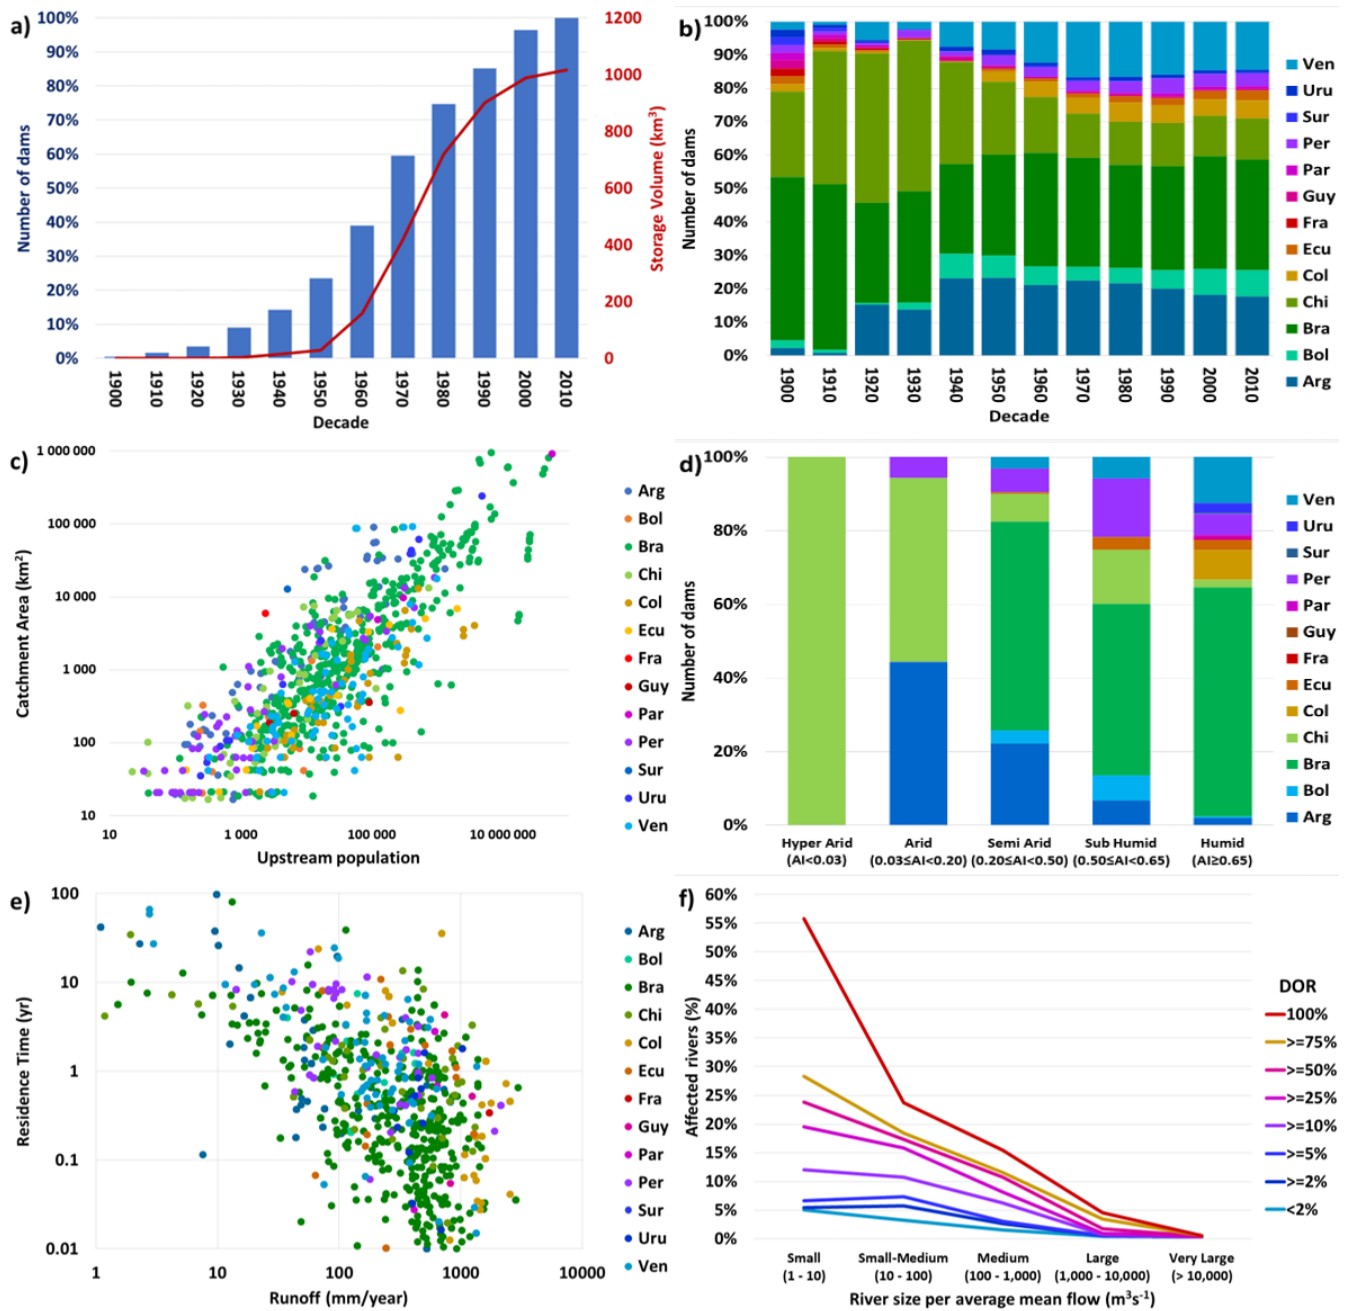 a)
100%
90%
80%
70%
60%
50%
40%
30%
20%
10%
0%
Number of dams
1200
1000
800
600
400
200
0
Storage Volume (km³)
1900 1910 1920 1930 1940 1950 1960 1970 1980 1990 2000 2010
Decade
b)
100%
90%
80%
70%
60%
50%
40%
30%
20%
10%
0%
Number of dams
1900 1910 1920 1930 1940 1950 1960 1970 1980 1990 2000 2010
Decade
Ven
Uru
Sur
Per
Par
Guy
Fra
Ecu
Col
Chi
Bra
Bol
Arg
c)
1 000 000
100 000
10 000
1 000
100
10
Catchment Area (km²)
10 1 000 100 000 10 000 000
Upstream population
Arg
Bol
Bra
Chi
Col
Ecu
Fra
Guy
Par
Per
Sur
Uru
Ven
d)
100%
80%
60%
40%
20%
0%
Number of dams
Hyper Arid Arid Semi Arid Sub Humid Humid
(AI<0.03) (0.03≤AI<0.20) (0.20≤AI<0.50) (0.50≤AI<0.65) (AI≥0.65)
Ven
Uru
Sur
Per
Par
Guy
Fra
Ecu
Col
Chi
Bra
Bol
Arg
e)
100
10
1
0.1
0.01
Residence Time (yr)
1 10 100 1000 10000
Runoff (mm/year)
Arg
Bol
Bra
Chi
Col
Ecu
Fra
Guy
Par
Per
Sur
Uru
Ven
f)
60%
55%
50%
45%
40%
35%
30%
25%
20%
15%
10%
5%
0%
Affected rivers (%)
Small Small-Medium Medium Large Very Large
(1 - 10) (10 - 100) (100 - 1,000) (1,000 - 10,000) (> 10,000)
River size per average mean flow (m³s⁻¹)
DOR
100%
>=75%
>=50%
>=25%
>=10%
>=5%
>=2%
<2%